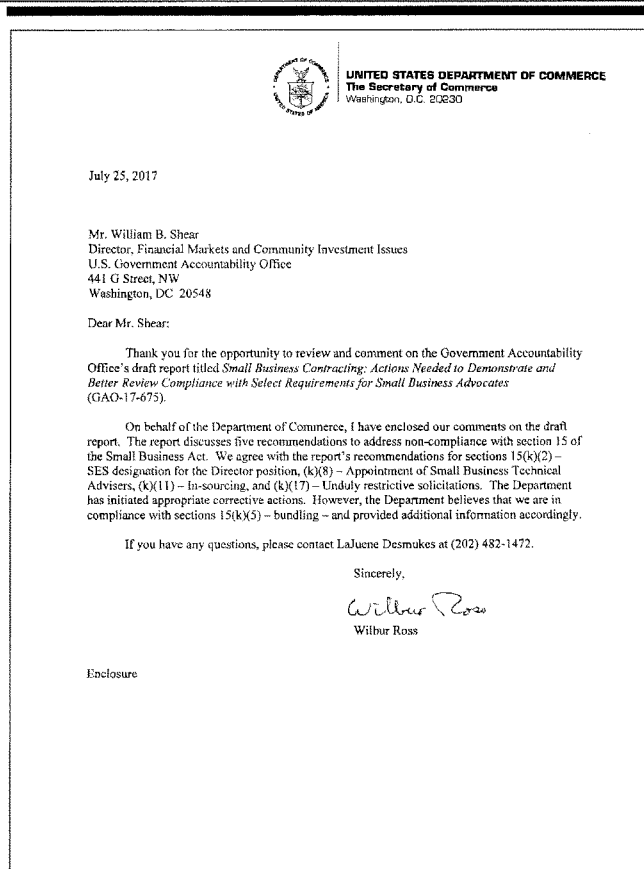 UNITED STATES DEPARTMENT OF COMMERCE
The Secretary of Commerce
Washington, D.C. 20230
DEPARTMENT OF COMMERCE
UNITED STATES OF AMERICA
July 25, 2017
Mr. William B. Shear
Director, Financial Markets and Community Investment Issues
U.S. Government Accountability Office
441 G Street, NW
Washington, DC 20548
Dear Mr. Shear:
Thank you for the opportunity to review and comment on the Government Accountability
Office's draft report titled Small Business Contracting: Actions Needed to Demonstrate and
Better Review Compliance with Select Requirements for Small Business Advocates
(GAO-17-675).
On behalf of the Department of Commerce, I have enclosed our comments on the draft
report. The report discusses five recommendations to address non-compliance with section 15 of
the Small Business Act. We agree with the report's recommendations for sections 15(k)(2) –
SES designation for the Director position, (k)(8) – Appointment of Small Business Technical
Advisers, (k)(11) – In-sourcing, and (k)(17) – Unduly restrictive solicitations. The Department
has initiated appropriate corrective actions. However, the Department believes that we are in
compliance with sections 15(k)(5) – bundling – and provided additional information accordingly.
If you have any questions, please contact LaJuene Desmukes at (202) 482-1472.
Sincerely,
Wilbur Ross
Wilbur Ross
Enclosure